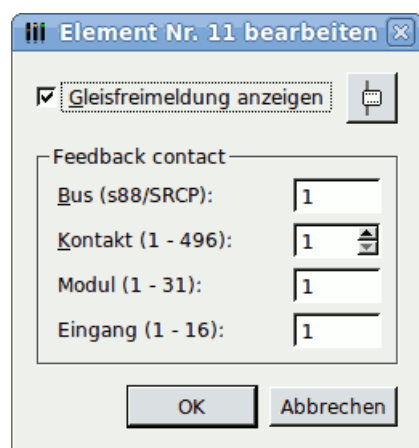 Element Nr. 11 bearbeiten
Gleisfreimeldung anzeigen
Feedback contact
Bus (s88/SRCP): 1
Kontakt (1 - 496): 1
Modul (1 - 31): 1
Eingang (1 - 16): 1
OK Abbrechen